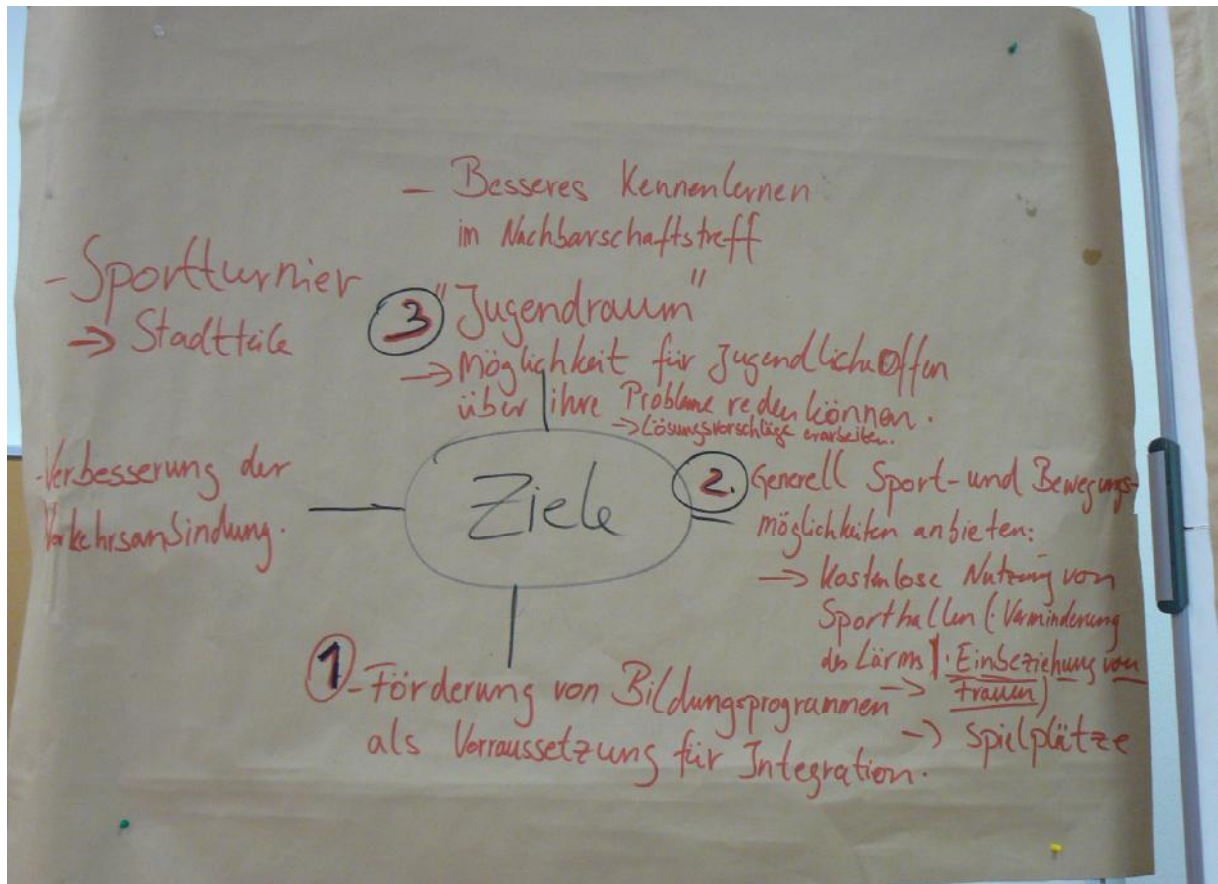 - Besseres Kennenlernen
im Nachbarschaftstreff
- Sportturnier
→ Stadtteile
3 "Jugendraum"
→ Möglichkeit für Jugendliche Offen
über ihre Probleme reden können.
→ Lösungsvorschläge erarbeiten.
- Verbesserung der
Verkehrsanbindung.
Ziele
2. Generell Sport- und Bewegungs-
möglichkeiten anbieten:
→ Kostenlose Nutzung von
Sporthallen (· Verminderung
des Lärms) · Einbeziehung von
→ Frauen)
→ Spielplätze
1 - Förderung von Bildungsprogrammen
als Vorraussetzung für Integration.